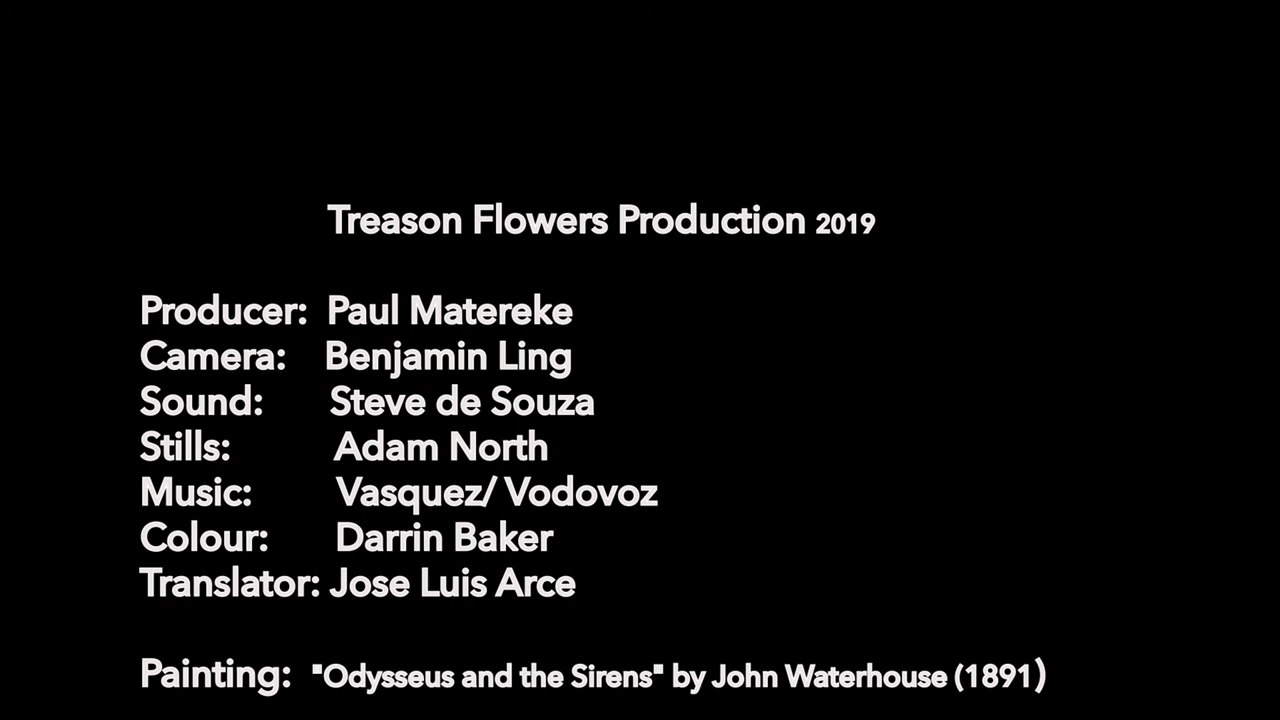 Treason Flowers Production 2019
Producer: Paul Matereke
Camera: Benjamin Ling
Sound: Steve de Souza
Stills: Adam North
Music: Vasquez/ Vodovoz
Colour: Darrin Baker
Translator: Jose Luis Arce
Painting: "Odysseus and the Sirens" by John Waterhouse (1891)